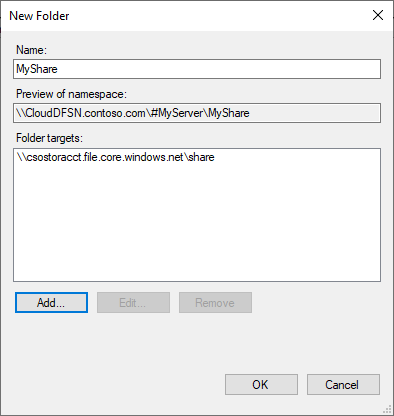 New Folder
Name:
MyShare
Preview of namespace:
\\CloudDFSN.contoso.com\#MyServer\MyShare
Folder targets:
\\csostoracct.file.core.windows.net\share
Add...
Edit...
Remove
OK
Cancel